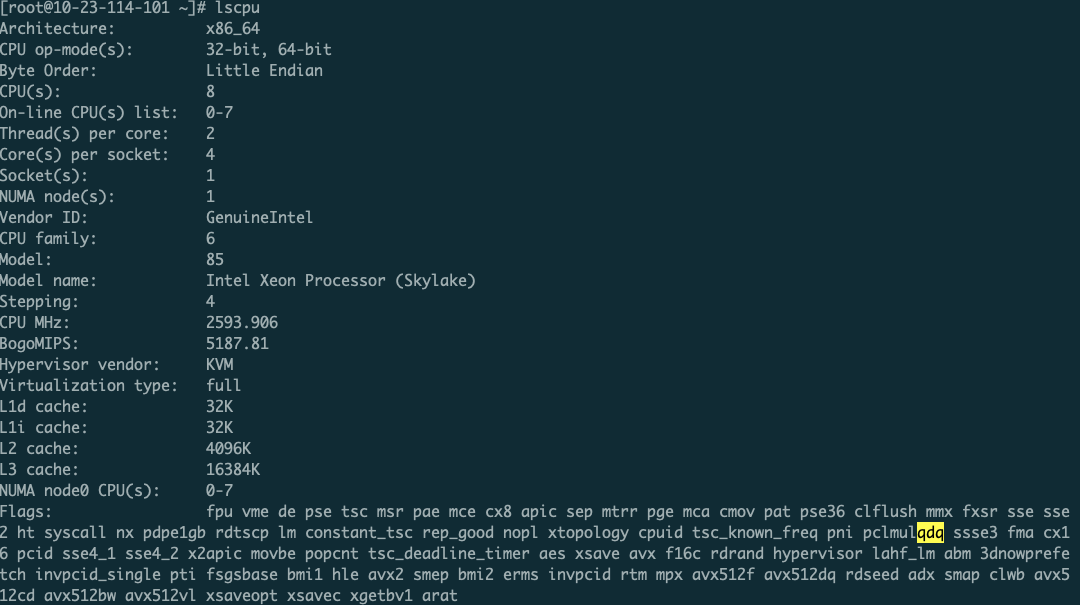 [root@10-23-114-101 ~]# lscpu
Architecture:          x86_64
CPU op-mode(s):        32-bit, 64-bit
Byte Order:            Little Endian
CPU(s):                8
On-line CPU(s) list:   0-7
Thread(s) per core:    2
Core(s) per socket:    4
Socket(s):             1
NUMA node(s):          1
Vendor ID:             GenuineIntel
CPU family:            6
Model:                 85
Model name:            Intel Xeon Processor (Skylake)
Stepping:              4
CPU MHz:               2593.906
BogoMIPS:              5187.81
Hypervisor vendor:     KVM
Virtualization type:   full
L1d cache:             32K
L1i cache:             32K
L2 cache:              4096K
L3 cache:              16384K
NUMA node0 CPU(s):     0-7
Flags:                 fpu vme de pse tsc msr pae mce cx8 apic sep mtrr pge mca cmov pat pse36 clflush mmx fxsr sse sse
2 ht syscall nx pdpe1gb rdtscp lm constant_tsc rep_good nopl xtopology cpuid tsc_known_freq pni pclmulqdq ssse3 fma cx1
6 pcid sse4_1 sse4_2 x2apic movbe popcnt tsc_deadline_timer aes xsave avx f16c rdrand hypervisor lahf_lm abm 3dnowprefe
tch invpcid_single pti fsgsbase bmi1 hle avx2 smep bmi2 erms invpcid rtm mpx avx512f avx512dq rdseed adx smap clwb avx5
12cd avx512bw avx512vl xsaveopt xsavec xgetbv1 arat